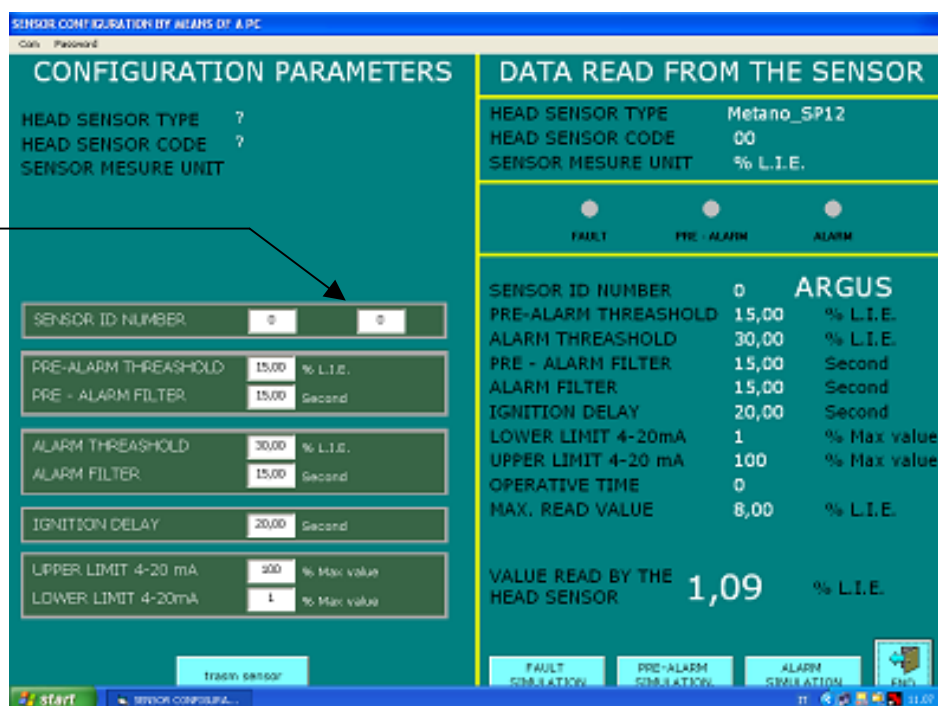 SENSOR CONFIGURATION BY MEANS OF A PC
Com Password
CONFIGURATION PARAMETERS
HEAD SENSOR TYPE ?
HEAD SENSOR CODE ?
SENSOR MESURE UNIT
SENSOR ID NUMBER 0 0
PRE-ALARM THREASHOLD 15,00 % L.I.E.
PRE - ALARM FILTER 15,00 Second
ALARM THREASHOLD 30,00 % L.I.E.
ALARM FILTER 15,00 Second
IGNITION DELAY 20,00 Second
UPPER LIMIT 4-20 mA 100 % Max value
LOWER LIMIT 4-20mA 1 % Max value
trasm sensor
DATA READ FROM THE SENSOR
HEAD SENSOR TYPE Metano_SP12
HEAD SENSOR CODE 00
SENSOR MESURE UNIT % L.I.E.
FAULT PRE - ALARM ALARM
SENSOR ID NUMBER 0 ARGUS
PRE-ALARM THREASHOLD 15,00 % L.I.E.
ALARM THREASHOLD 30,00 % L.I.E.
PRE - ALARM FILTER 15,00 Second
ALARM FILTER 15,00 Second
IGNITION DELAY 20,00 Second
LOWER LIMIT 4-20mA 1 % Max value
UPPER LIMIT 4-20 mA 100 % Max value
OPERATIVE TIME 0
MAX. READ VALUE 8,00 % L.I.E.
VALUE READ BY THE
HEAD SENSOR 1,09 % L.I.E.
FAULT
SIMULATION
PRE-ALARM
SIMULATION
ALARM
SIMULATION
END
start SENSOR CONFIGURA... IT 11.07